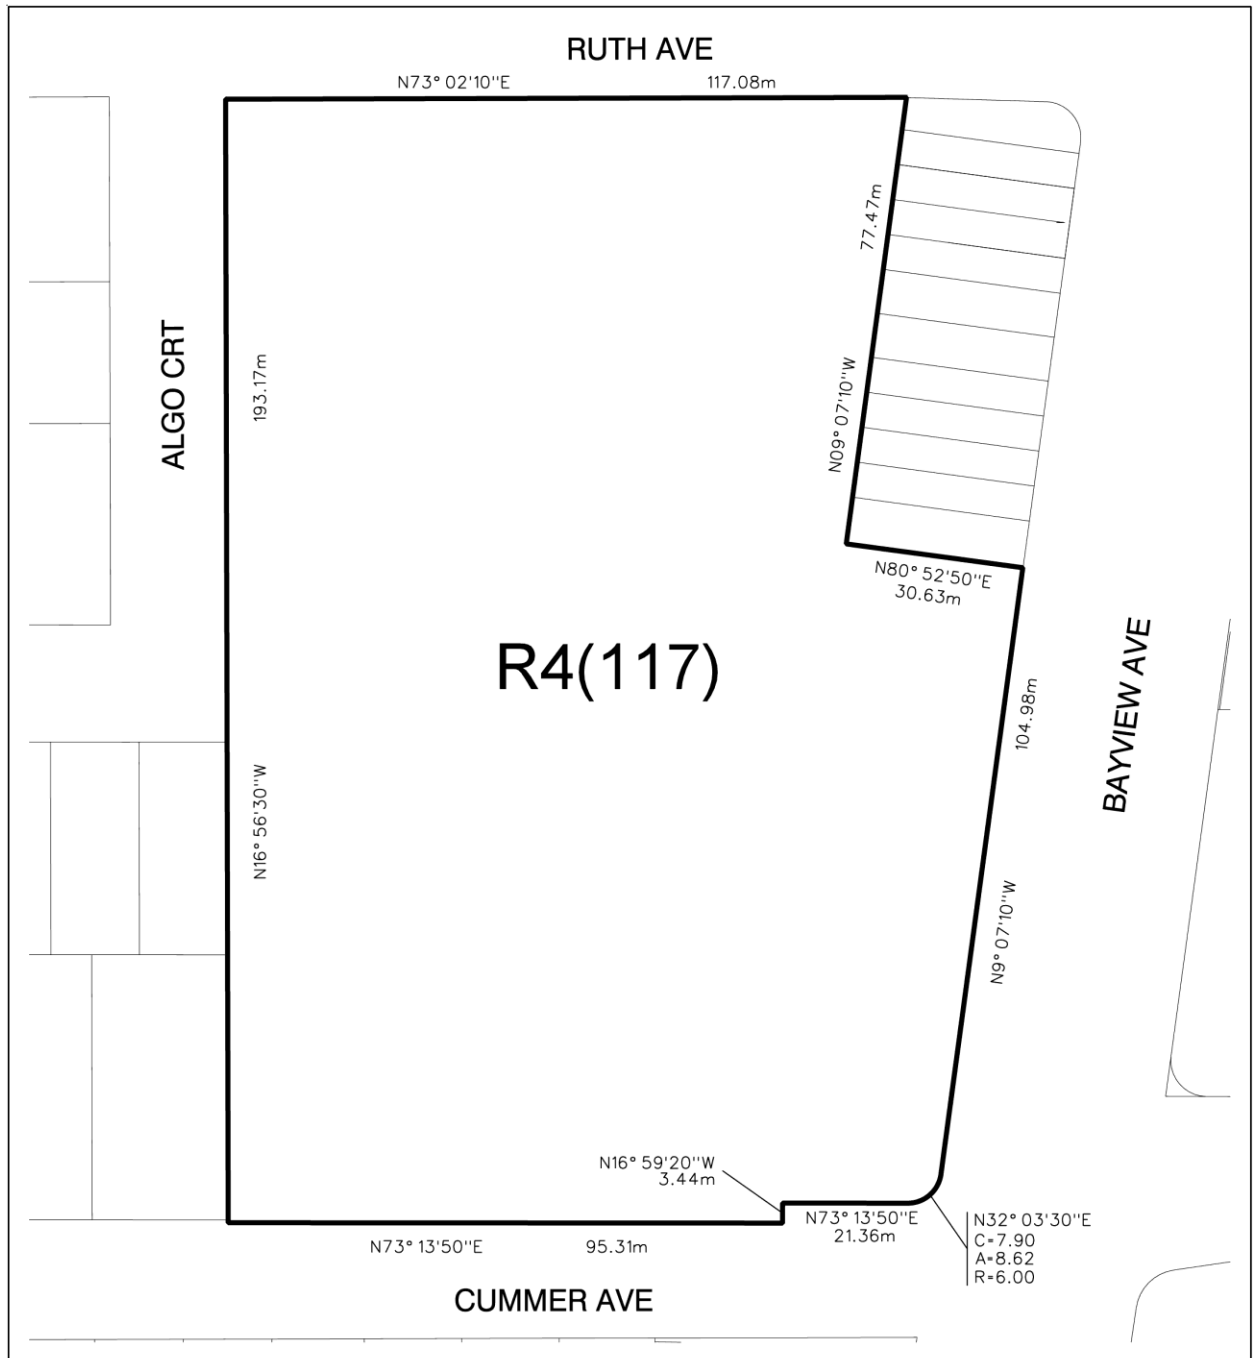 RUTH AVE
N73° 02'10"E
117.08m
77.47m
N09° 07'10"W
ALGO CRT
193.17m
N80° 52'50"E
30.63m
R4(117)
BAYVIEW AVE
104.98m
N16° 56'30"W
N9° 07'10"W
N16° 59'20"W
3.44m
N73° 13'50"E
21.36m
N32° 03'30"E
C=7.90
A=8.62
R=6.00
N73° 13'50"E
95.31m
CUMMER AVE